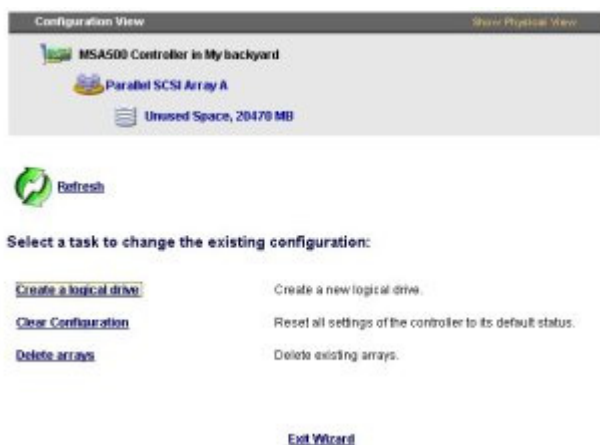 Configuration View
Show Physical View
MSA500 Controller in My backyard
Parallel SCSI Array A
Unused Space, 20470 MB
Refresh
Select a task to change the existing configuration:
Create a logical drive
Create a new logical drive.
Clear Configuration
Reset all settings of the controller to its default status.
Delete arrays
Delete existing arrays.
Exit Wizard